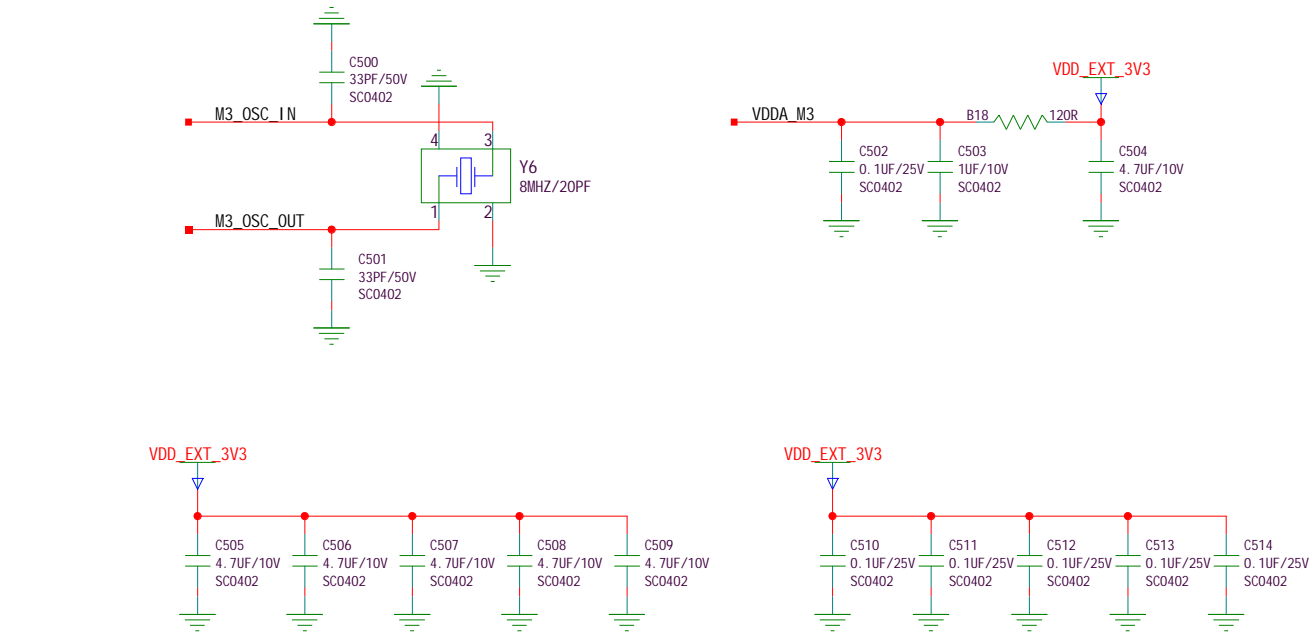 C500
33PF/50V
SC0402
M3_OSC_IN
4
3
Y6
8MHZ/20PF
1
2
M3_OSC_OUT
C501
33PF/50V
SC0402
VDD_EXT_3V3
VDDA_M3
B18
120R
C502
0.1UF/25V
SC0402
C503
1UF/10V
SC0402
C504
4.7UF/10V
SC0402
VDD_EXT_3V3
C505
4.7UF/10V
SC0402
C506
4.7UF/10V
SC0402
C507
4.7UF/10V
SC0402
C508
4.7UF/10V
SC0402
C509
4.7UF/10V
SC0402
VDD_EXT_3V3
C510
0.1UF/25V
SC0402
C511
0.1UF/25V
SC0402
C512
0.1UF/25V
SC0402
C513
0.1UF/25V
SC0402
C514
0.1UF/25V
SC0402